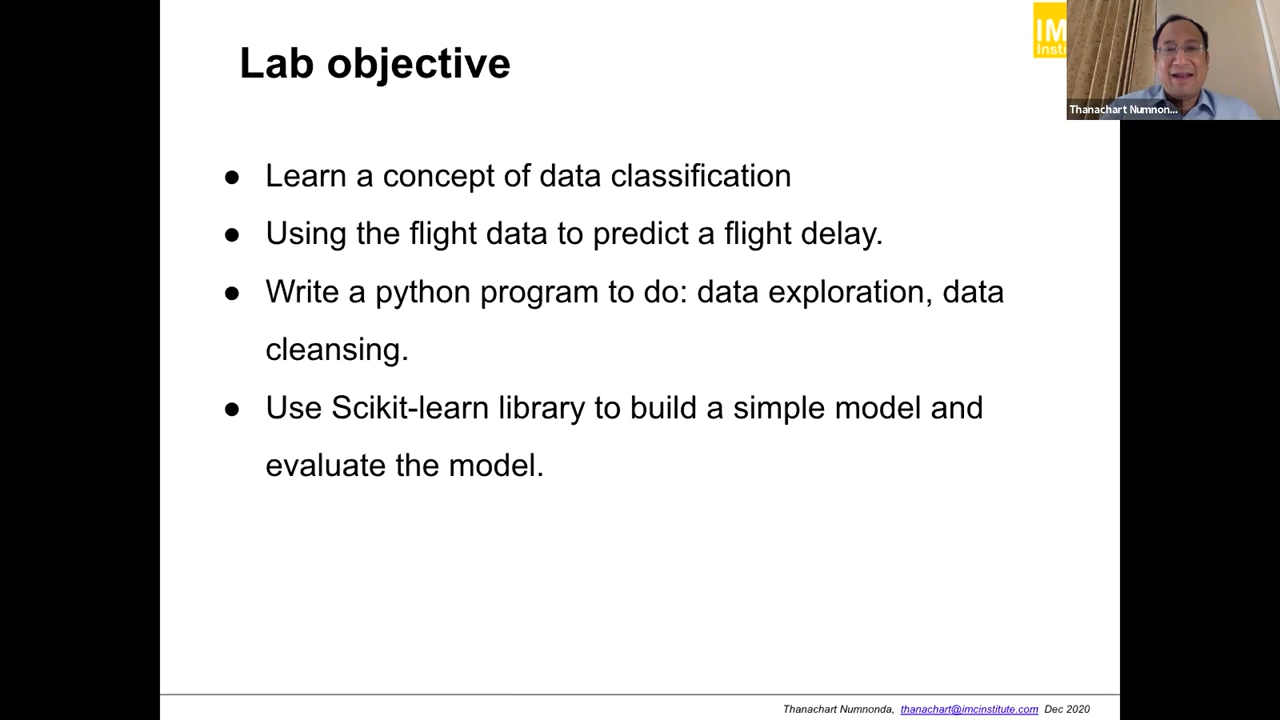 Lab objective
IM
Insti
Thanachart Numnon...
● Learn a concept of data classification
● Using the flight data to predict a flight delay.
● Write a python program to do: data exploration, data
cleansing.
● Use Scikit-learn library to build a simple model and
evaluate the model.
Thanachart Numnonda, thanachart@imcinstitute.com Dec 2020